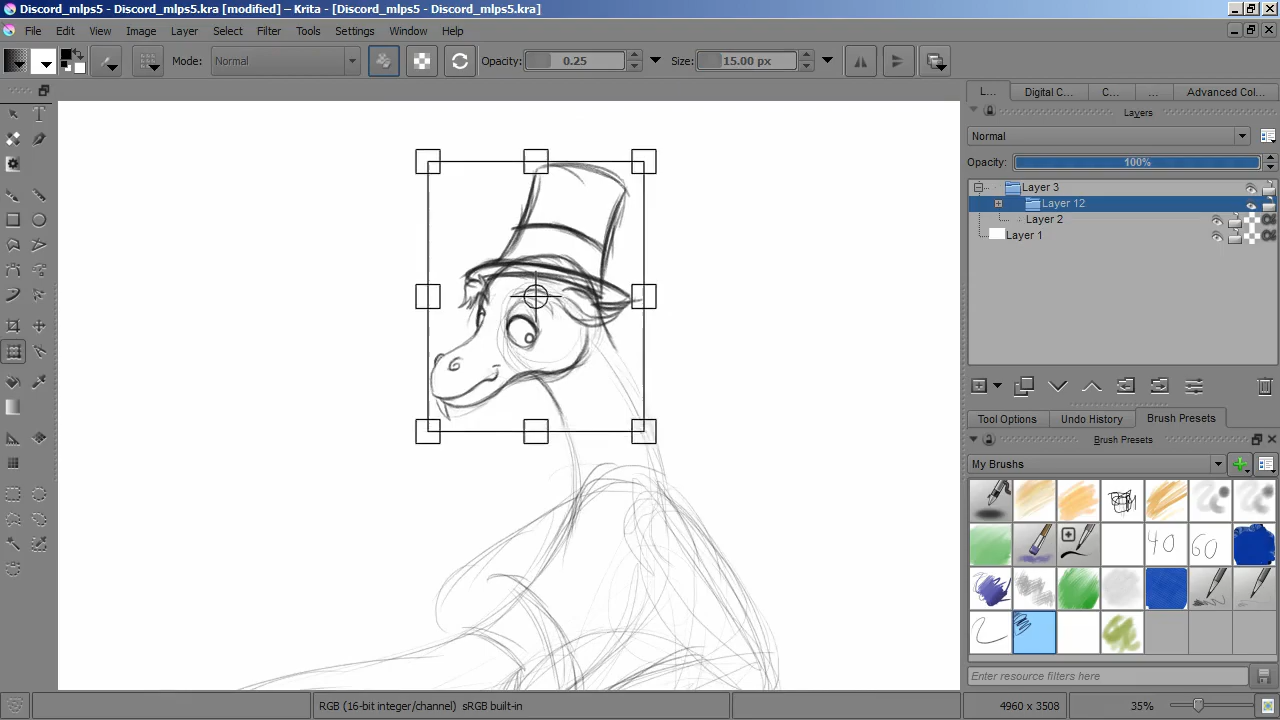 Discord_mlps5 - Discord_mlps5.kra [modified] – Krita - [Discord_mlps5 - Discord_mlps5.kra]
File Edit View Image Layer Select Filter Tools Settings Window Help
Mode: Normal Opacity: 0.25 Size: 15.00 px
L... Digital C... C... ... Advanced Col...
Layers
Normal
Opacity: 100%
Layer 3
Layer 12
Layer 2
Layer 1
Tool Options Undo History Brush Presets
Brush Presets
My Brushes
40 60
Enter resource filters here
RGB (16-bit integer/channel) sRGB built-in 4960 x 3508 35%